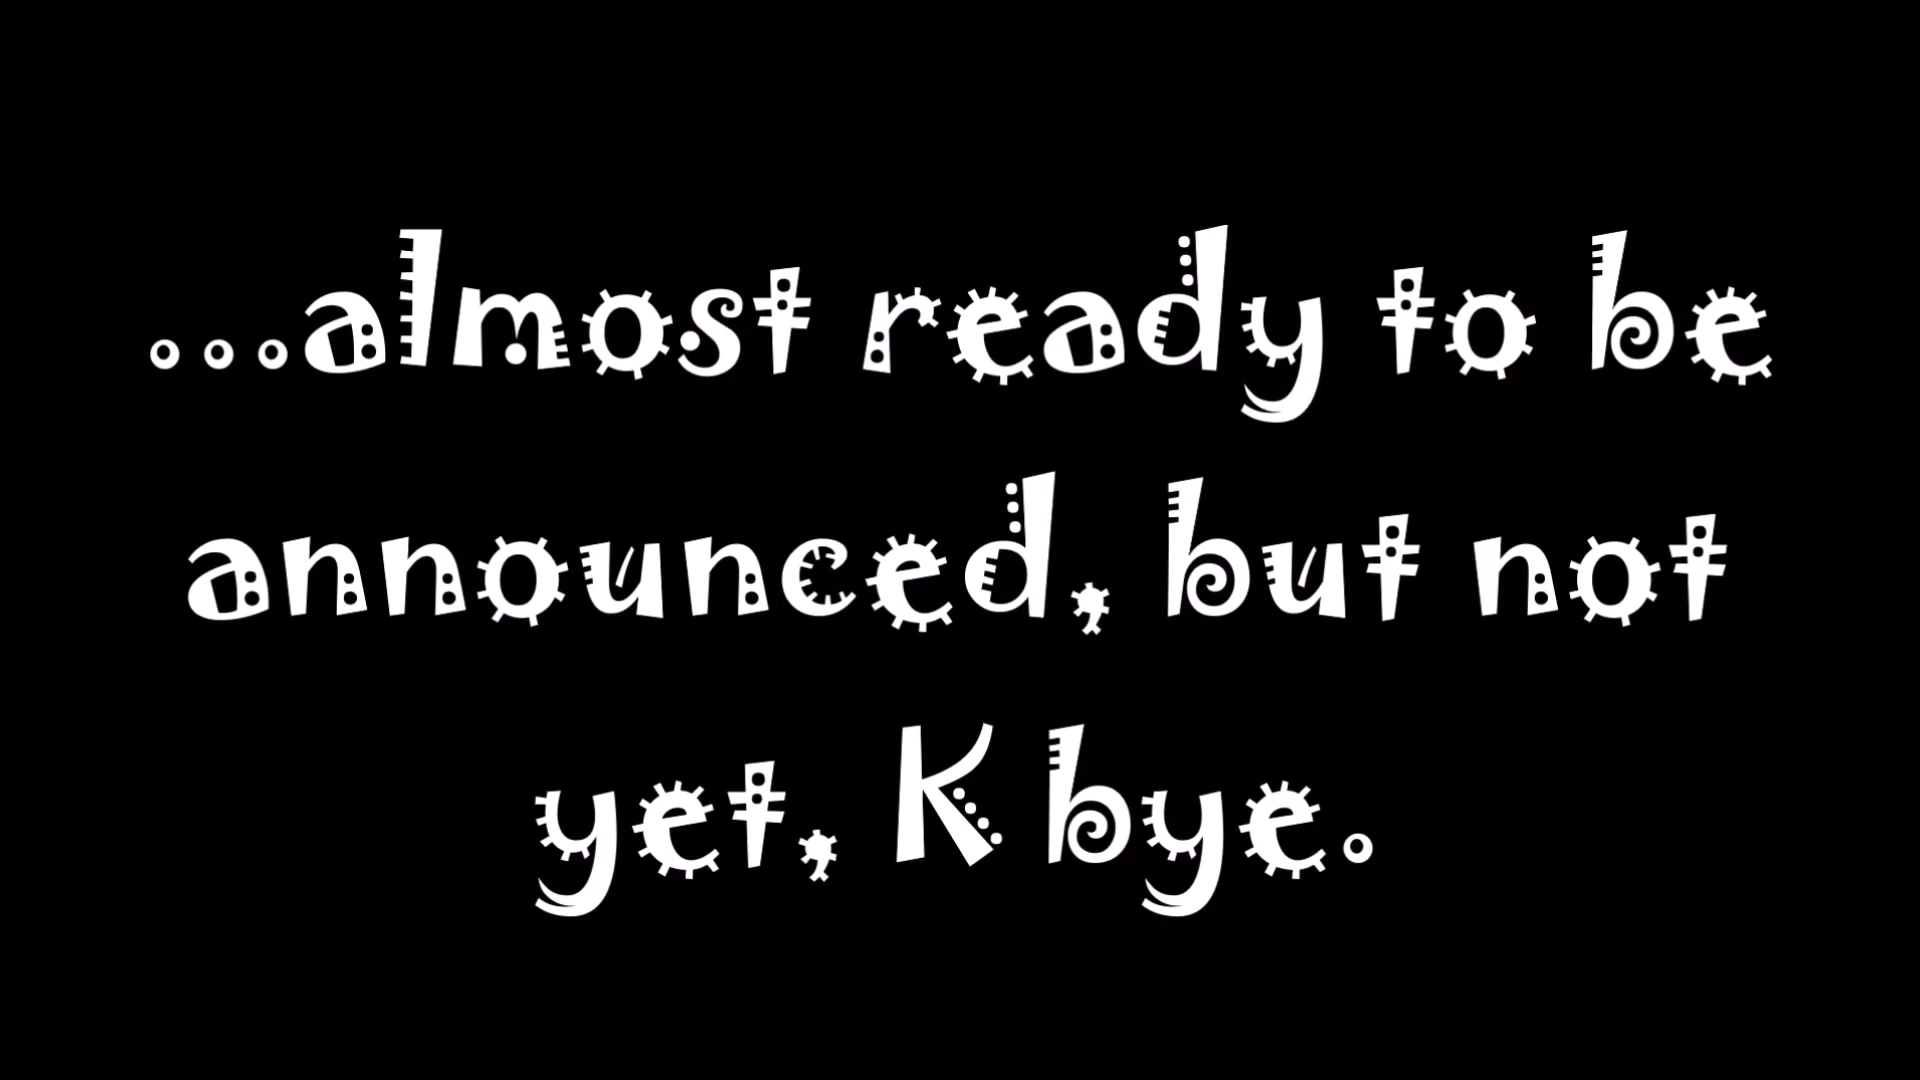 ...almost ready to be
announced, but not
yet, K bye.